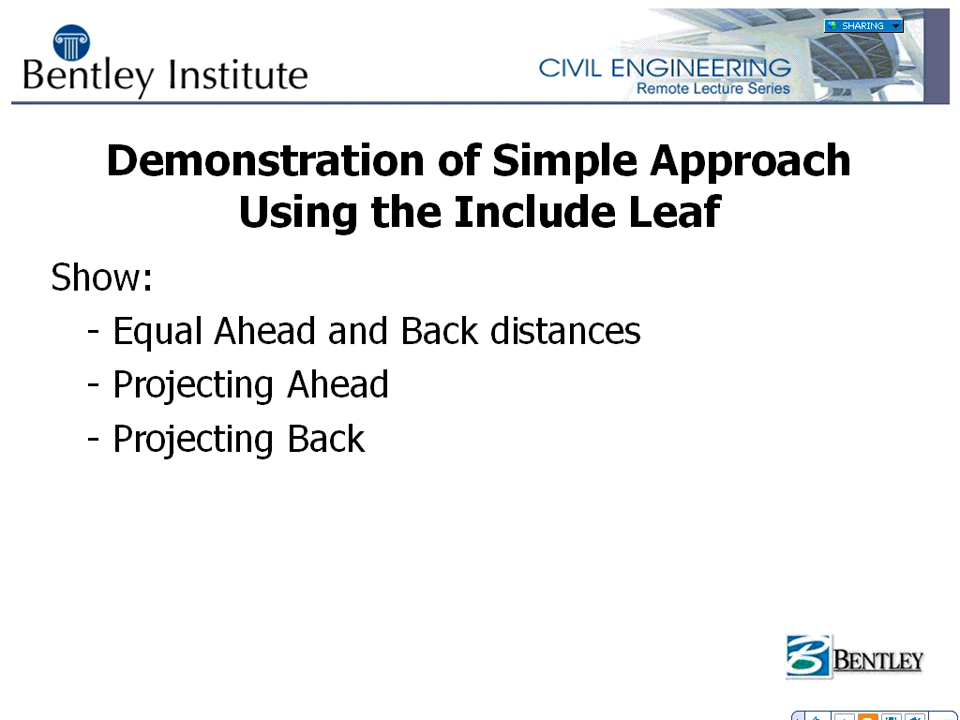 Bentley Institute
SHARING
CIVIL ENGINEERING
Remote Lecture Series
Demonstration of Simple Approach
Using the Include Leaf
Show:
- Equal Ahead and Back distances
- Projecting Ahead
- Projecting Back
B BENTLEY